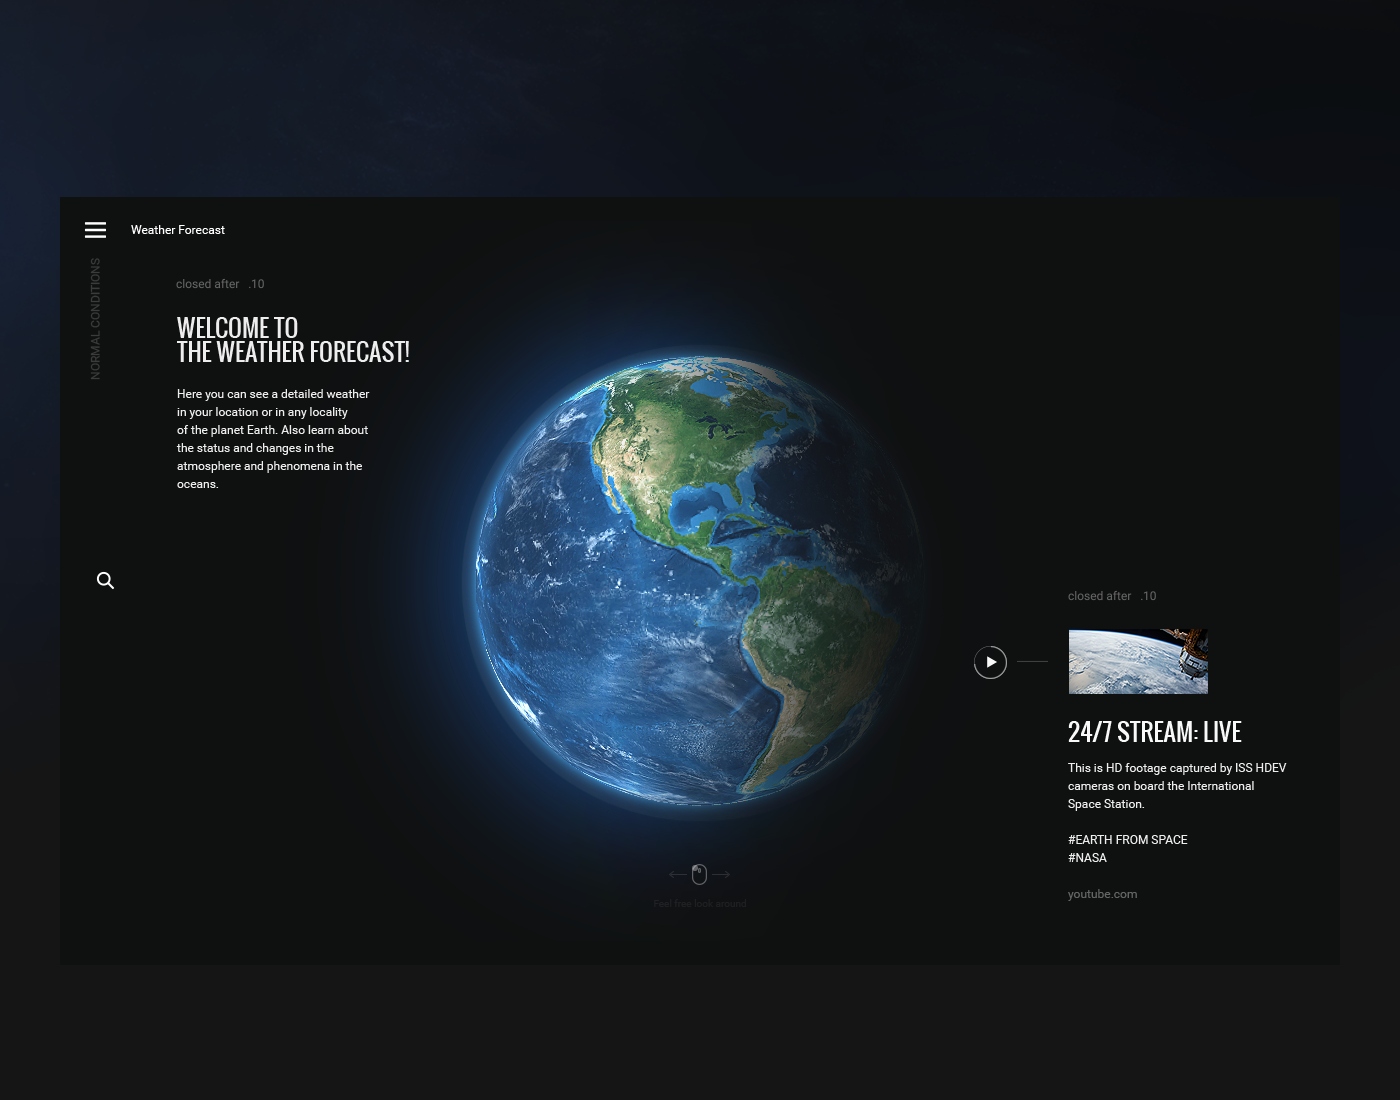 Weather Forecast
NORMAL CONDITIONS
closed after .10
WELCOME TO
THE WEATHER FORECAST!
Here you can see a detailed weather
in your location or in any locality
of the planet Earth. Also learn about
the status and changes in the
atmosphere and phenomena in the
oceans.
closed after .10
24/7 STREAM: LIVE
This is HD footage captured by ISS HDEV
cameras on board the International
Space Station.
#EARTH FROM SPACE
#NASA
youtube.com
Feel free look around